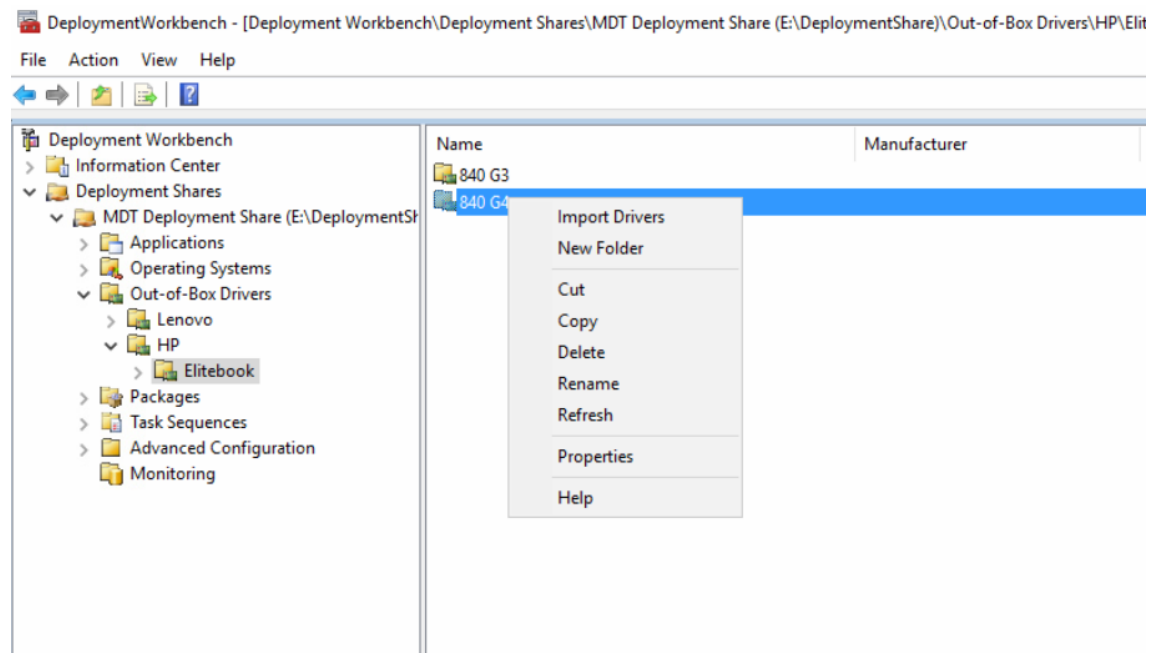 DeploymentWorkbench - [Deployment Workbench\Deployment Shares\MDT Deployment Share (E:\DeploymentShare)\Out-of-Box Drivers\HP\Elit
File Action View Help
Deployment Workbench
Information Center
Deployment Shares
MDT Deployment Share (E:\DeploymentSh
Applications
Operating Systems
Out-of-Box Drivers
Lenovo
HP
Elitebook
Packages
Task Sequences
Advanced Configuration
Monitoring
Name Manufacturer
840 G3
840 G4
Import Drivers
New Folder
Cut
Copy
Delete
Rename
Refresh
Properties
Help